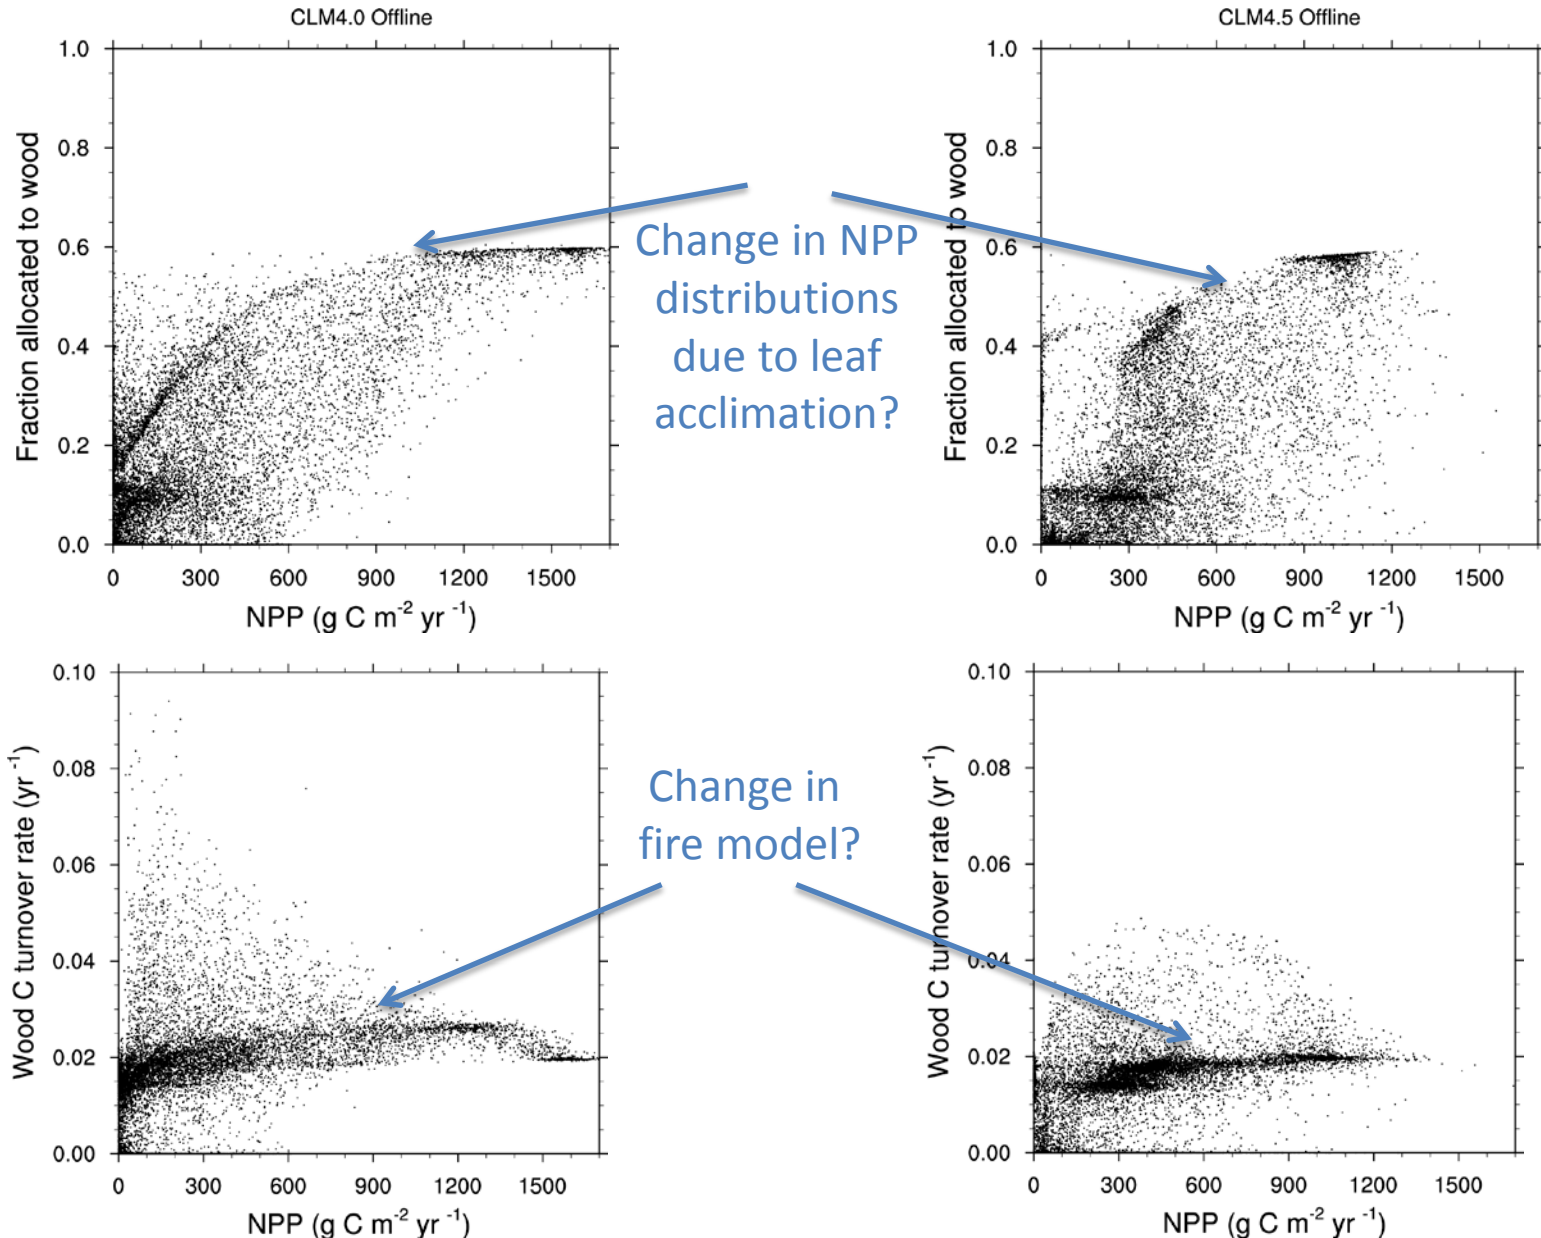 CLM4.0 Offline
CLM4.5 Offline
1.0
0.8
0.6
0.4
0.2
0.0
Fraction allocated to wood
0 300 600 900 1200 1500
NPP (g C m-2 yr -1)
Change in NPP
distributions
due to leaf
acclimation?
1.0
0.8
0.6
0.4
0.2
0.0
Fraction allocated to wood
0 300 600 900 1200 1500
NPP (g C m-2 yr -1)
0.10
0.08
0.06
0.04
0.02
0.00
Wood C turnover rate (yr -1)
0 300 600 900 1200 1500
NPP (g C m-2 yr -1)
Change in
fire model?
0.10
0.08
0.06
0.04
0.02
0.00
Wood C turnover rate (yr -1)
0 300 600 900 1200 1500
NPP (g C m-2 yr -1)